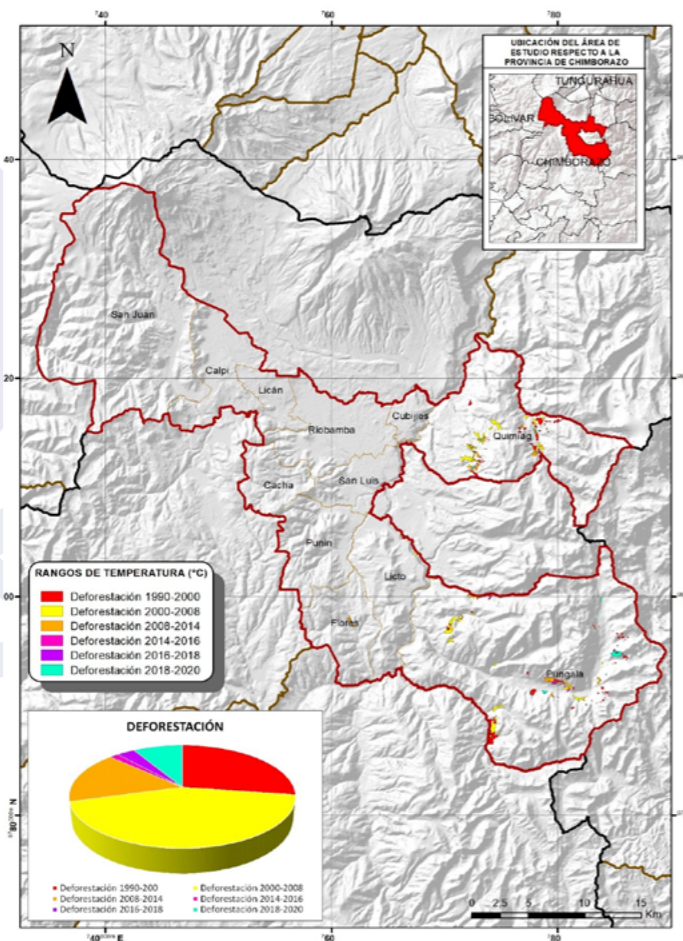 740
760
780
N
UBICACIÓN DEL ÁREA DE
ESTUDIO RESPECTO A LA
PROVINCIA DE CHIMBORAZO
TUNGURAHUA
BOLIVAR
CHIMBORAZO
40
San Juan
Calpi
Licán
Riobamba
Cubijíes
Quimiag
20
San Luis
Cacha
Punin
Licto
Flores
Pungala
00
RANGOS DE TEMPERATURA (°C)
Deforestación 1990-2000
Deforestación 2000-2008
Deforestación 2008-2014
Deforestación 2014-2016
Deforestación 2016-2018
Deforestación 2018-2020
DEFORESTACIÓN
Deforestación 1990-200
Deforestación 2000-2008
Deforestación 2008-2014
Deforestación 2014-2016
Deforestación 2016-2018
Deforestación 2018-2020
0 2.5 5 10 15
Km
760
780